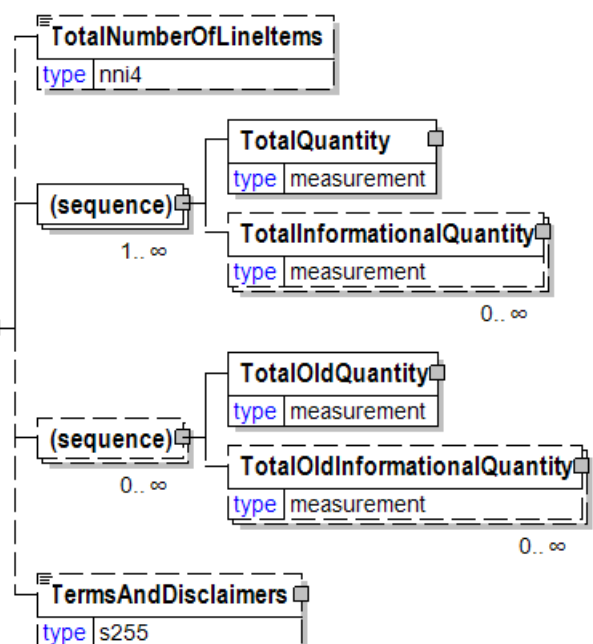 TotalNumberOfLineItems
type nni4
TotalQuantity
type measurement
(sequence)
1.. ∞
TotalInformationalQuantity
type measurement
0.. ∞
TotalOldQuantity
type measurement
(sequence)
0.. ∞
TotalOldInformationalQuantity
type measurement
0.. ∞
TermsAndDisclaimers
type s255